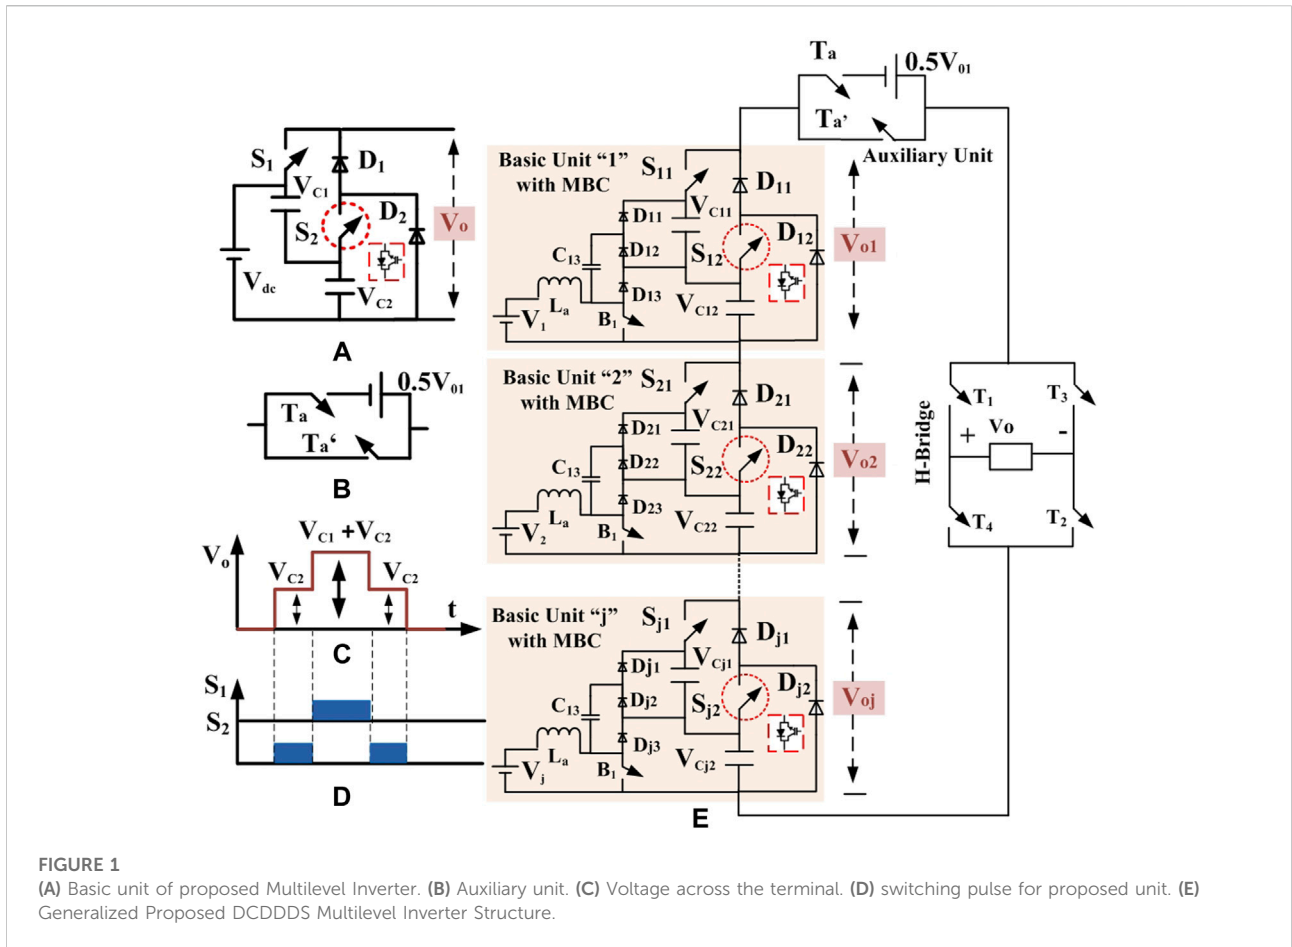 S1
VC1
D1
S2
D2
Vo
Vdc
VC2
A
0.5V01
Ta
Ta‘
B
VC1 +VC2
Vo
VC2
VC2
t
C
S1
S2
D
Ta
0.5V01
Ta’
Auxiliary Unit
Basic Unit “1”
with MBC
S11
D11
D11
VC11
D12
C13
D12
S12
Vo1
D13
La
VC12
V1
B1
Basic Unit “2”
with MBC
S21
D21
D21
VC21
D22
C13
D22
S22
Vo2
D23
La
VC22
V2
B1
Basic Unit “j”
with MBC
Sj1
Dj1
Dj1
VCj1
Dj2
C13
Dj2
Sj2
Voj
Dj3
La
VCj2
Vj
B1
E
H-Bridge
T1
T3
Vo
+
-
T4
T2
FIGURE 1
(A) Basic unit of proposed Multilevel Inverter. (B) Auxiliary unit. (C) Voltage across the terminal. (D) switching pulse for proposed unit. (E)
Generalized Proposed DCDDDS Multilevel Inverter Structure.